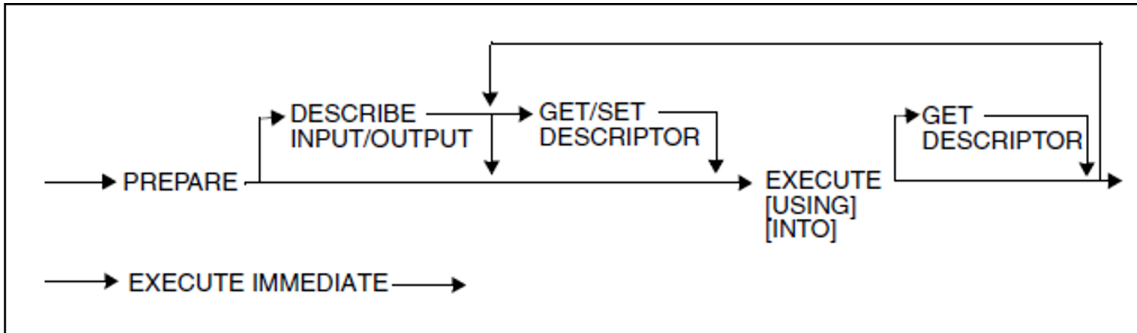 DESCRIBE
INPUT/OUTPUT
GET/SET
DESCRIPTOR
GET
DESCRIPTOR
PREPARE
EXECUTE
[USING]
[INTO]
EXECUTE IMMEDIATE